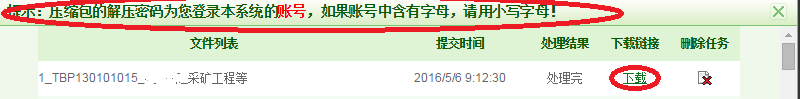 提示：压缩包的解压密码为您登录本系统的账号，如果账号中含有字母，请用小写字母！
文件列表 提交时间 处理结果 下载链接 删除任务
1_TBP130101015_ _采矿工程等 2016/5/6 9:12:30 处理完 下载